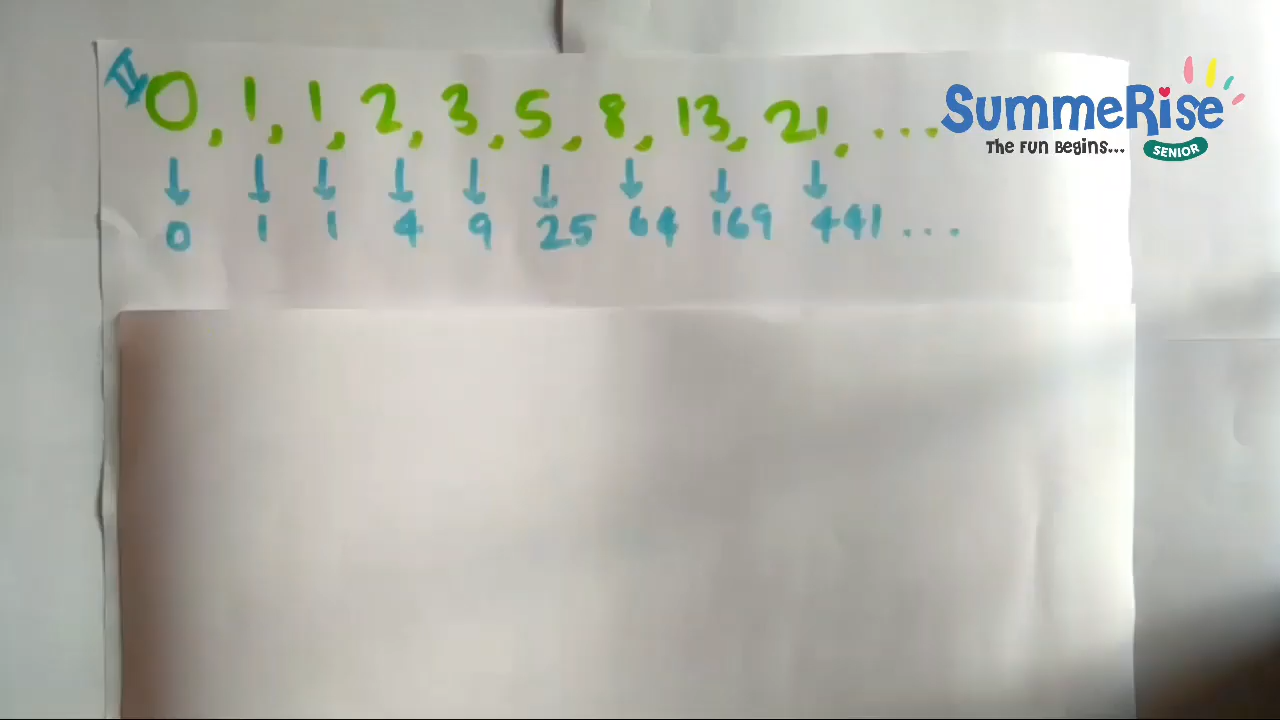 II
0, 1, 1, 2, 3, 5, 8, 13, 21, ...
↓ ↓ ↓ ↓ ↓ ↓ ↓ ↓ ↓
0 1 1 4 9 25 64 169 441 ...
SummeRise
The Fun Begins...
SENIOR